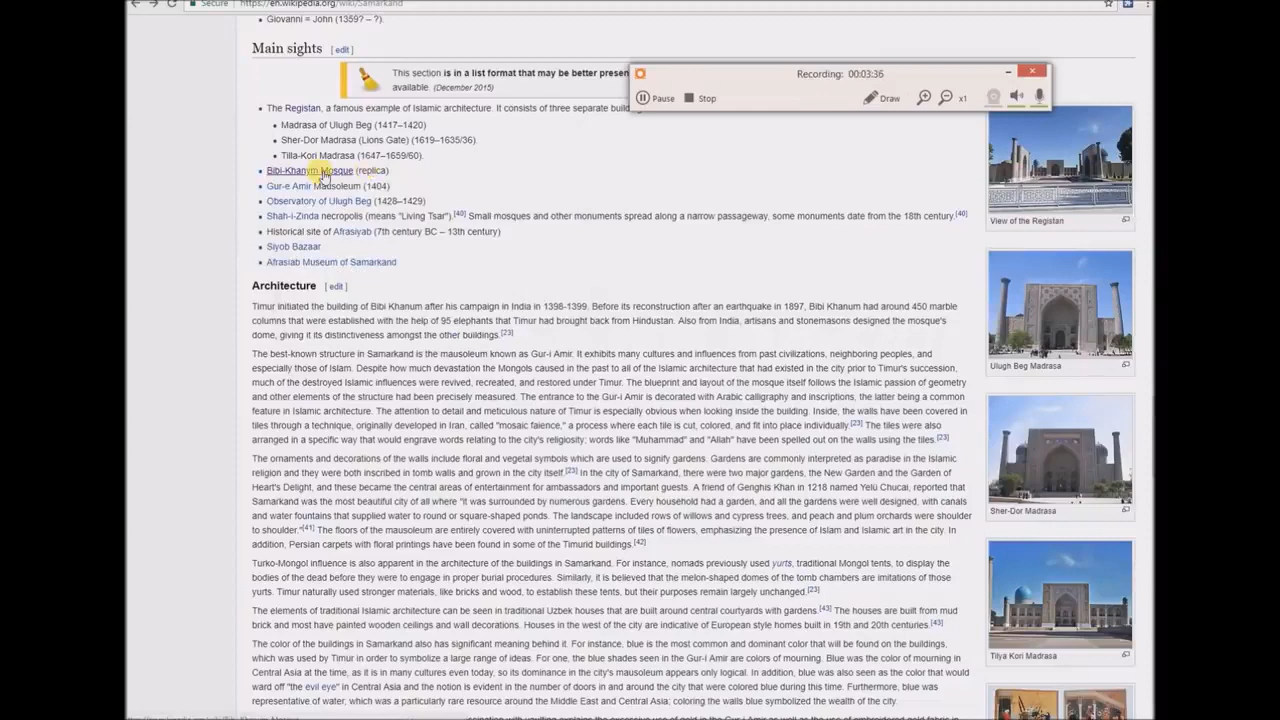 Secure https://en.wikipedia.org/wiki/Samarkand
Giovanni = John (1359? – ?).
Main sights [ edit ]
This section is in a list format that may be better presen
available. (December 2015)
Recording: 00:03:36
Pause Stop Draw x1
The Registan, a famous example of Islamic architecture. It consists of three separate build
Madrasa of Ulugh Beg (1417–1420)
Sher-Dor Madrasa (Lions Gate) (1619–1635/36).
Tilla-Kori Madrasa (1647–1659/60).
Bibi-Khanym Mosque (replica)
Gur-e Amir Mausoleum (1404)
Observatory of Ulugh Beg (1428–1429)
Shah-i-Zinda necropolis (means "Living Tsar").[40] Small mosques and other monuments spread along a narrow passageway, some monuments date from the 18th century.[40]
Historical site of Afrasiyab (7th century BC – 13th century)
Siyob Bazaar
Afrasiab Museum of Samarkand
View of the Registan
Architecture [ edit ]
Timur initiated the building of Bibi Khanum after his campaign in India in 1398-1399. Before its reconstruction after an earthquake in 1897, Bibi Khanum had around 450 marble
columns that were established with the help of 95 elephants that Timur had brought back from Hindustan. Also from India, artisans and stonemasons designed the mosque's
dome, giving it its distinctiveness amongst the other buildings.[23]
The best-known structure in Samarkand is the mausoleum known as Gur-i Amir. It exhibits many cultures and influences from past civilizations, neighboring peoples, and
especially those of Islam. Despite how much devastation the Mongols caused in the past to all of the Islamic architecture that had existed in the city prior to Timur's succession,
much of the destroyed Islamic influences were revived, recreated, and restored under Timur. The blueprint and layout of the mosque itself follows the Islamic passion of geometry
and other elements of the structure had been precisely measured. The entrance to the Gur-i Amir is decorated with Arabic calligraphy and inscriptions, the latter being a common
feature in Islamic architecture. The attention to detail and meticulous nature of Timur is especially obvious when looking inside the building. Inside, the walls have been covered in
tiles through a technique, originally developed in Iran, called "mosaic faience," a process where each tile is cut, colored, and fit into place individually.[23] The tiles were also
arranged in a specific way that would engrave words relating to the city's religiosity; words like "Muhammad" and "Allah" have been spelled out on the walls using the tiles.[23]
Ulugh Beg Madrasa
The ornaments and decorations of the walls include floral and vegetal symbols which are used to signify gardens. Gardens are commonly interpreted as paradise in the Islamic
religion and they were both inscribed in tomb walls and grown in the city itself.[23] In the city of Samarkand, there were two major gardens, the New Garden and the Garden of
Heart's Delight, and these became the central areas of entertainment for ambassadors and important guests. A friend of Genghis Khan in 1218 named Yelü Chucai, reported that
Samarkand was the most beautiful city of all where "it was surrounded by numerous gardens. Every household had a garden, and all the gardens were well designed, with canals
and water fountains that supplied water to round or square-shaped ponds. The landscape included rows of willows and cypress trees, and peach and plum orchards were shoulder
to shoulder."[41] The floors of the mausoleum are entirely covered with uninterrupted patterns of tiles of flowers, emphasizing the presence of Islam and Islamic art in the city. In
addition, Persian carpets with floral printings have been found in some of the Timurid buildings.[42]
Sher-Dor Madrasa
Turko-Mongol influence is also apparent in the architecture of the buildings in Samarkand. For instance, nomads previously used yurts, traditional Mongol tents, to display the
bodies of the dead before they were to engage in proper burial procedures. Similarly, it is believed that the melon-shaped domes of the tomb chambers are imitations of those
yurts. Timur naturally used stronger materials, like bricks and wood, to establish these tents, but their purposes remain largely unchanged.[23]
The elements of traditional Islamic architecture can be seen in traditional Uzbek houses that are built around central courtyards with gardens.[43] The houses are built from mud
brick and most have painted wooden ceilings and wall decorations. Houses in the west of the city are indicative of European style homes built in 19th and 20th centuries.[43]
The color of the buildings in Samarkand also has significant meaning behind it. For instance, blue is the most common and dominant color that will be found on the buildings,
which was used by Timur in order to symbolize a large range of ideas. For one, the blue shades seen in the Gur-i Amir are colors of mourning. Blue was the color of mourning in
Central Asia at the time, as it is in many cultures even today, so its dominance in the city's mausoleum appears only logical. In addition, blue was also seen as the color that would
ward off "the evil eye" in Central Asia and the notion is evident in the number of doors in and around the city that were colored blue during this time. Furthermore, blue was
representative of water, which was a particularly rare resource around the Middle East and Central Asia; coloring the walls blue symbolized the wealth of the city.
Tilya Kori Madrasa